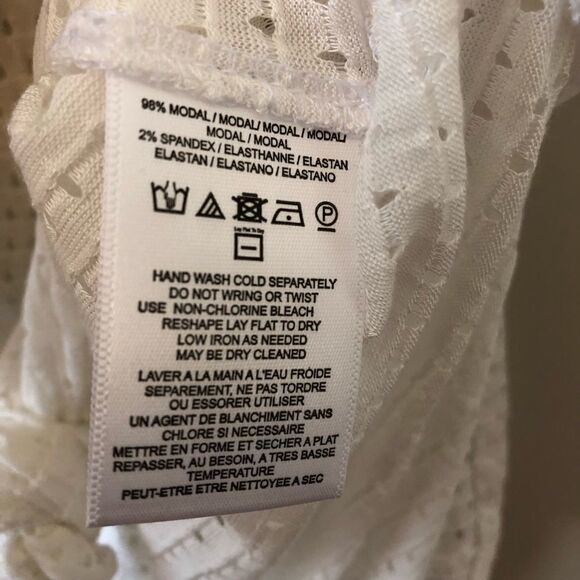 98% MODAL / MODAL/ MODAL / MODAL/
MODAL / MODAL
2% SPANDEX / ELASTHANNE / ELASTAN
ELASTAN / ELASTANO / ELASTANO
P
Lay Flat To Dry
HAND WASH COLD SEPARATELY
DO NOT WRING OR TWIST
USE NON-CHLORINE BLEACH
RESHAPE LAY FLAT TO DRY
LOW IRON AS NEEDED
MAY BE DRY CLEANED
LAVER A LA MAIN A L'EAU FRÓIDE
SEPAREMENT, NE PAS TORDRE
OU ESSORER UTILISER
UN AGENT DE BLANCHIMENT SANS
CHLORE SI NECESSAIRE
METTRE EN FORME ET SECHER A PLAT
REPASSER, AU BESOIN, A TRES BASSE
TEMPERATURE
PEUT-ETRE ETRE NETTOYEE A SEC